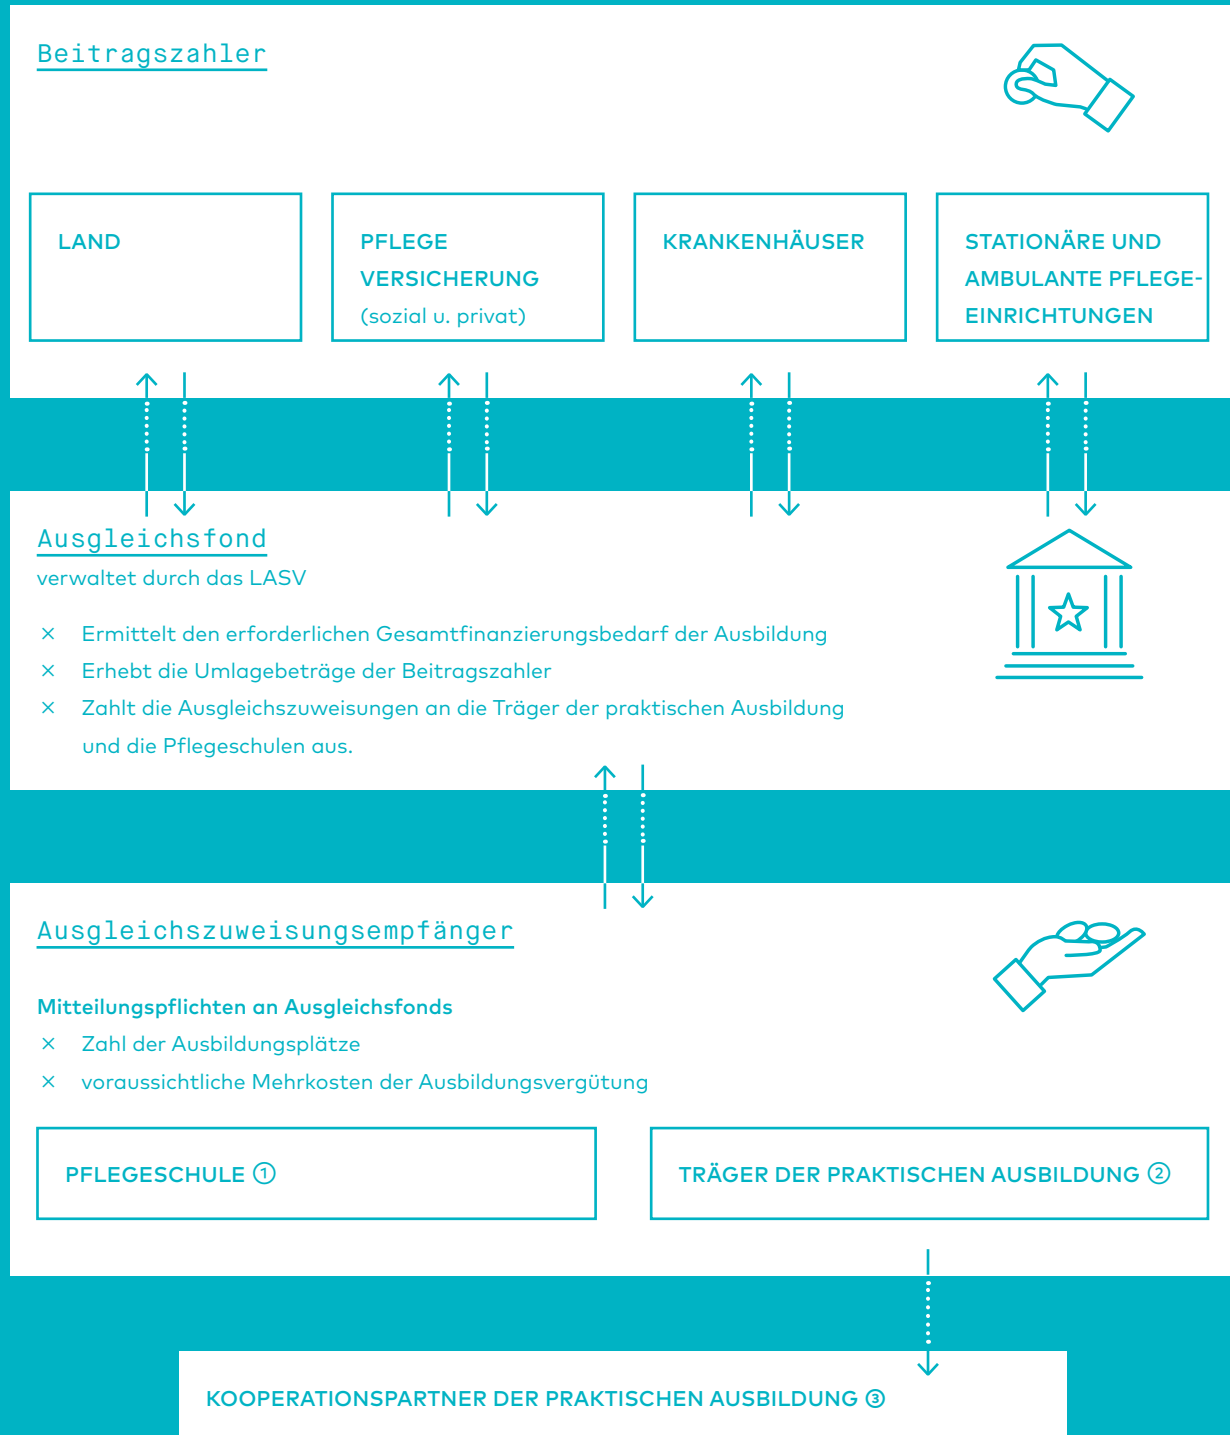 Beitragszahler
LAND
PFLEGE
VERSICHERUNG
(sozial u. privat)
KRANKENHÄUSER
STATIONÄRE UND
AMBULANTE PFLEGE-
EINRICHTUNGEN
Ausgleichsfond
verwaltet durch das LASV
× Ermittelt den erforderlichen Gesamtfinanzierungsbedarf der Ausbildung
× Erhebt die Umlagebeträge der Beitragszahler
× Zahlt die Ausgleichszuweisungen an die Träger der praktischen Ausbildung
und die Pflegeschulen aus.
Ausgleichszuweisungsempfänger
Mitteilungspflichten an Ausgleichsfonds
× Zahl der Ausbildungsplätze
× voraussichtliche Mehrkosten der Ausbildungsvergütung
PFLEGESCHULE ①
TRÄGER DER PRAKTISCHEN AUSBILDUNG ②
KOOPERATIONSPARTNER DER PRAKTISCHEN AUSBILDUNG ③